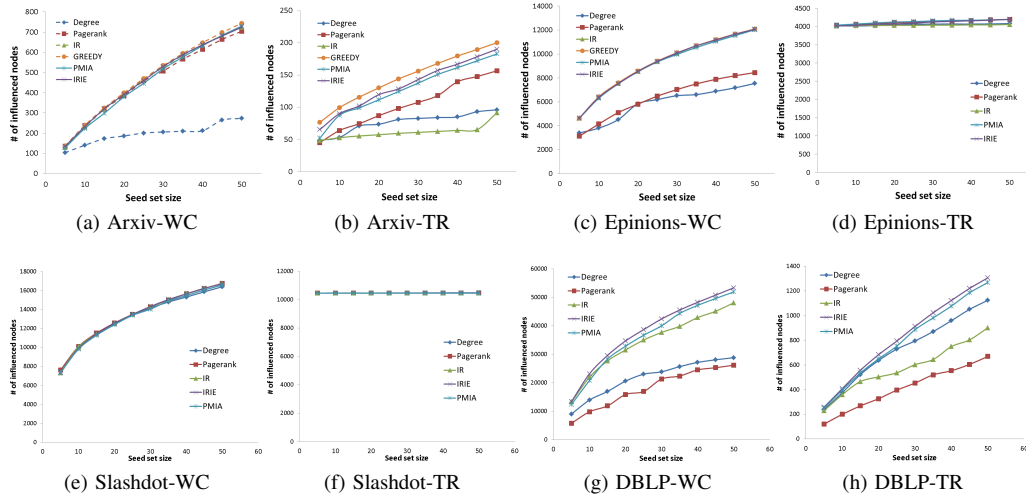 # of influenced nodes
800
700
600
500
400
300
200
100
0
0 10 20 30 40 50
Seed set size
Degree
Pagerank
IR
GREEDY
PMIA
IRIE
(a) Arxiv-WC
# of influenced nodes
250
200
150
100
50
0
0 10 20 30 40 50
Seed set size
Degree
Pagerank
IR
GREEDY
PMIA
IRIE
(b) Arxiv-TR
# of influenced nodes
14000
12000
10000
8000
6000
4000
2000
0
0 10 20 30 40 50
Seed set size
Degree
Pagerank
IR
GREEDY
PMIA
IRIE
(c) Epinions-WC
# of influenced nodes
4500
4000
3500
3000
2500
2000
1500
1000
500
0
0 10 20 30 40 50 60
Seed set size
Degree
Pagerank
IR
PMIA
IRIE
(d) Epinions-TR
# of influenced nodes
18000
16000
14000
12000
10000
8000
6000
4000
2000
0
0 10 20 30 40 50 60
Seed set size
Degree
Pagerank
IR
IRIE
PMIA
(e) Slashdot-WC
# of influenced nodes
12000
10000
8000
6000
4000
2000
0
0 10 20 30 40 50 60
Seed set size
Degree
Pagerank
IR
IRIE
PMIA
(f) Slashdot-TR
# of influenced nodes
60000
50000
40000
30000
20000
10000
0
0 10 20 30 40 50 60
Seed set size
Degree
Pagerank
IR
IRIE
PMIA
(g) DBLP-WC
# of influenced nodes
1400
1200
1000
800
600
400
200
0
0 10 20 30 40 50 60
Seed set size
Degree
Pagerank
IR
IRIE
PMIA
(h) DBLP-TR